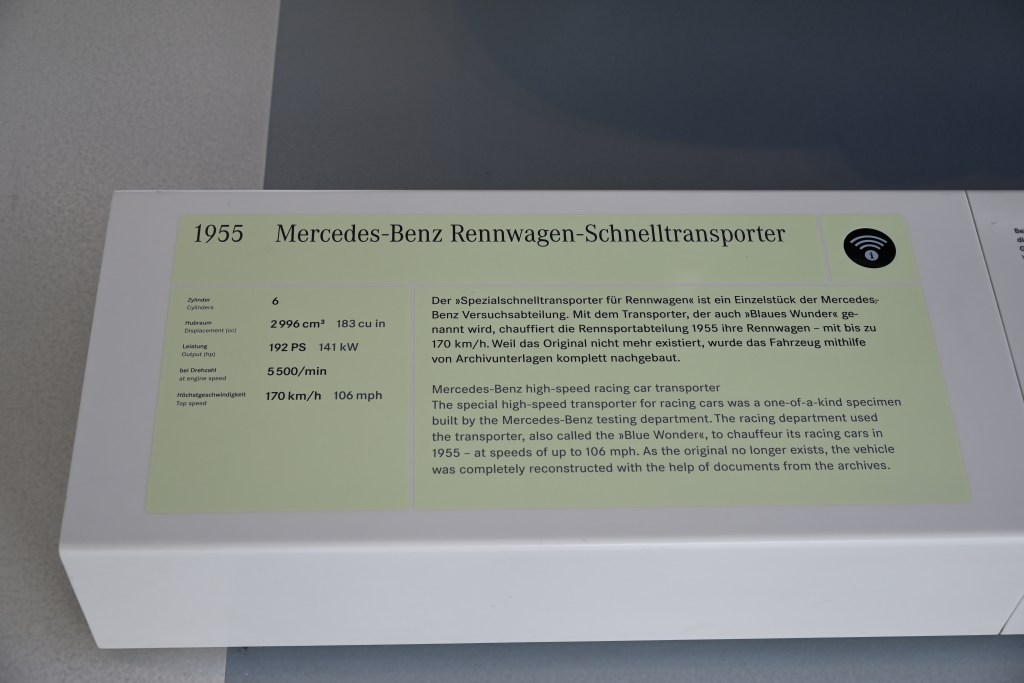 1955 Mercedes-Benz Rennwagen-Schnelltransporter
i
Zylinder
Cylinders
6
Hubraum
Displacement (cc)
2 996 cm³ 183 cu in
Leistung
Output (hp)
192 PS 141 kW
bei Drehzahl
at engine speed
5 500/min
Höchstgeschwindigkeit
Top speed
170 km/h 106 mph
Der »Spezialschnelltransporter für Rennwagen« ist ein Einzelstück der Mercedes-
Benz Versuchsabteilung. Mit dem Transporter, der auch »Blaues Wunder« ge-
nannt wird, chauffiert die Rennsportabteilung 1955 ihre Rennwagen – mit bis zu
170 km/h. Weil das Original nicht mehr existiert, wurde das Fahrzeug mithilfe
von Archivunterlagen komplett nachgebaut.
Mercedes-Benz high-speed racing car transporter
The special high-speed transporter for racing cars was a one-of-a-kind specimen
built by the Mercedes-Benz testing department. The racing department used
the transporter, also called the »Blue Wonder«, to chauffeur its racing cars in
1955 – at speeds of up to 106 mph. As the original no longer exists, the vehicle
was completely reconstructed with the help of documents from the archives.